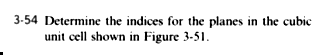 3-54 Determine the indices for the planes in the cubic
unit cell shown in Figure 3-51.